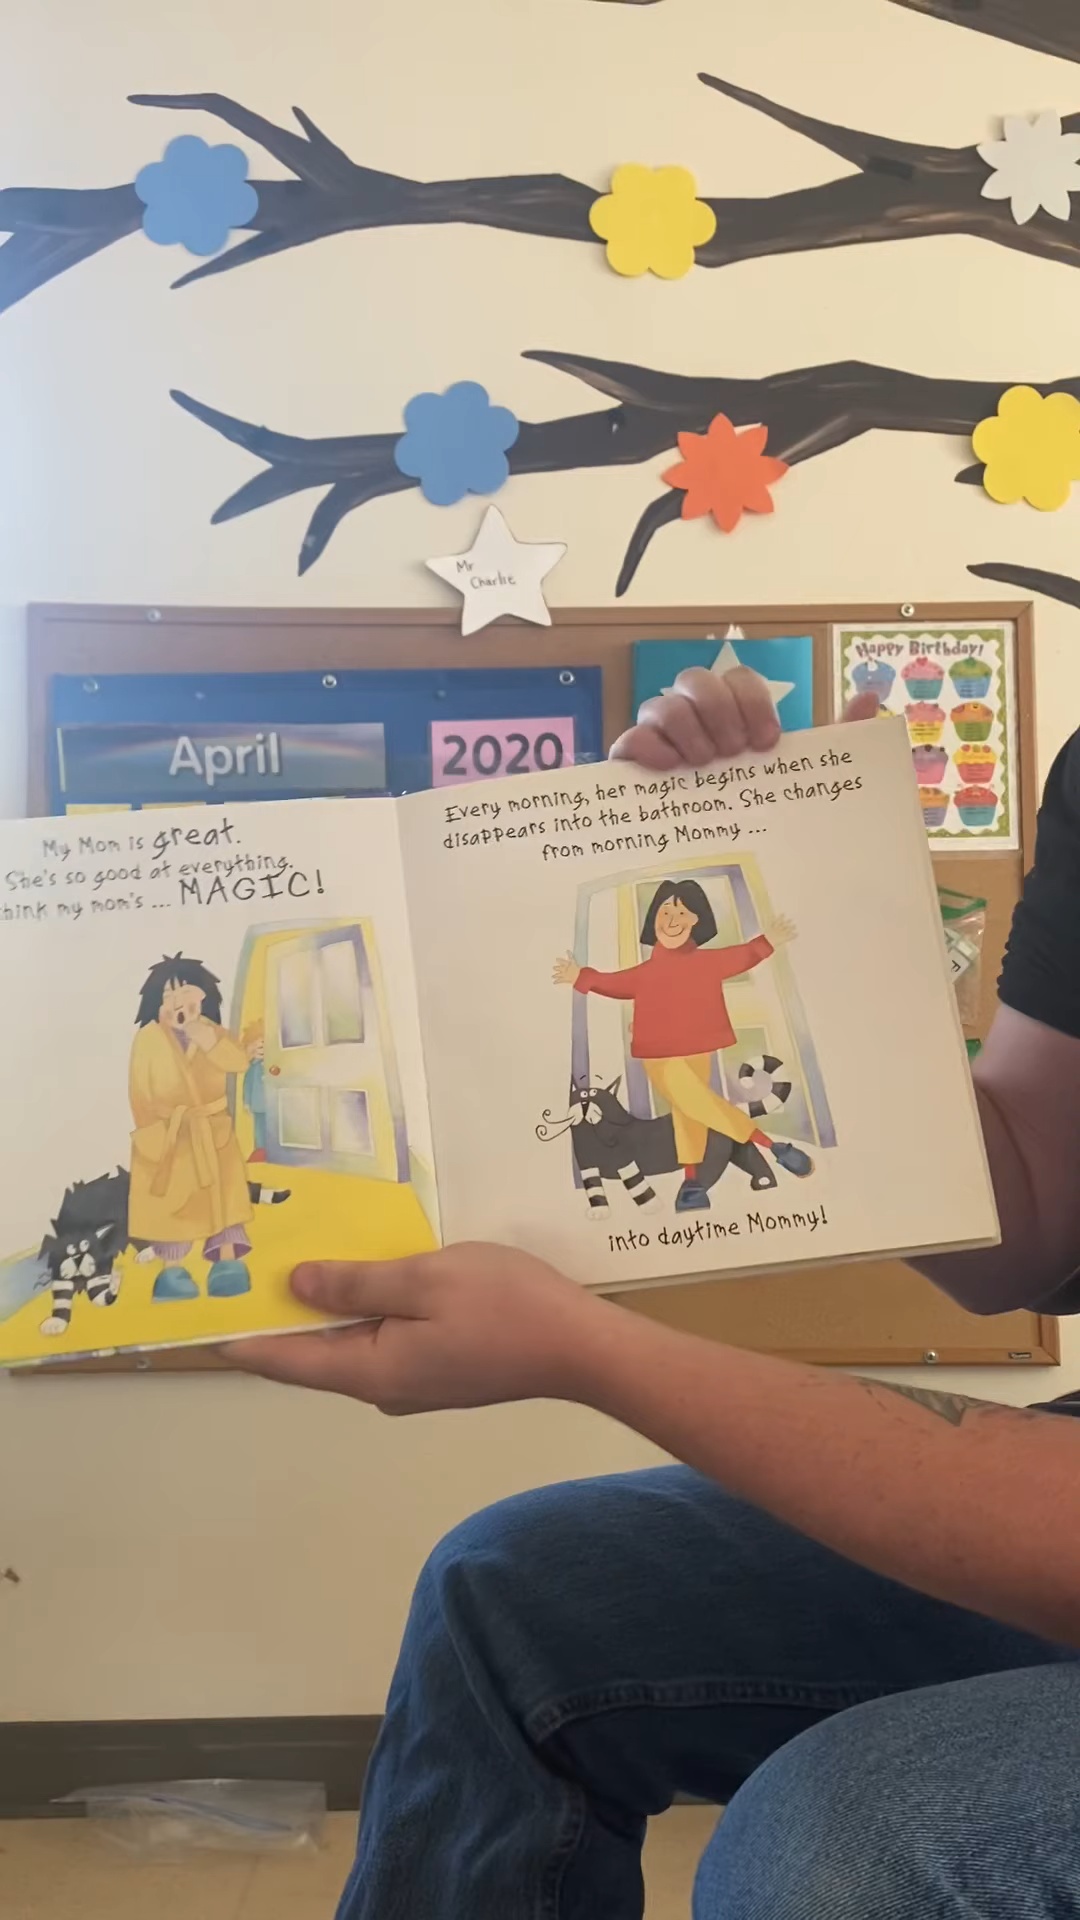 Mr
Charlie
Happy Birthday!
April
2020
My Mom is great.
She's so good at everything.
think my mom's ... MAGIC!
Every morning, her magic begins when she
disappears into the bathroom. She changes
from morning Mommy ...
into daytime Mommy!